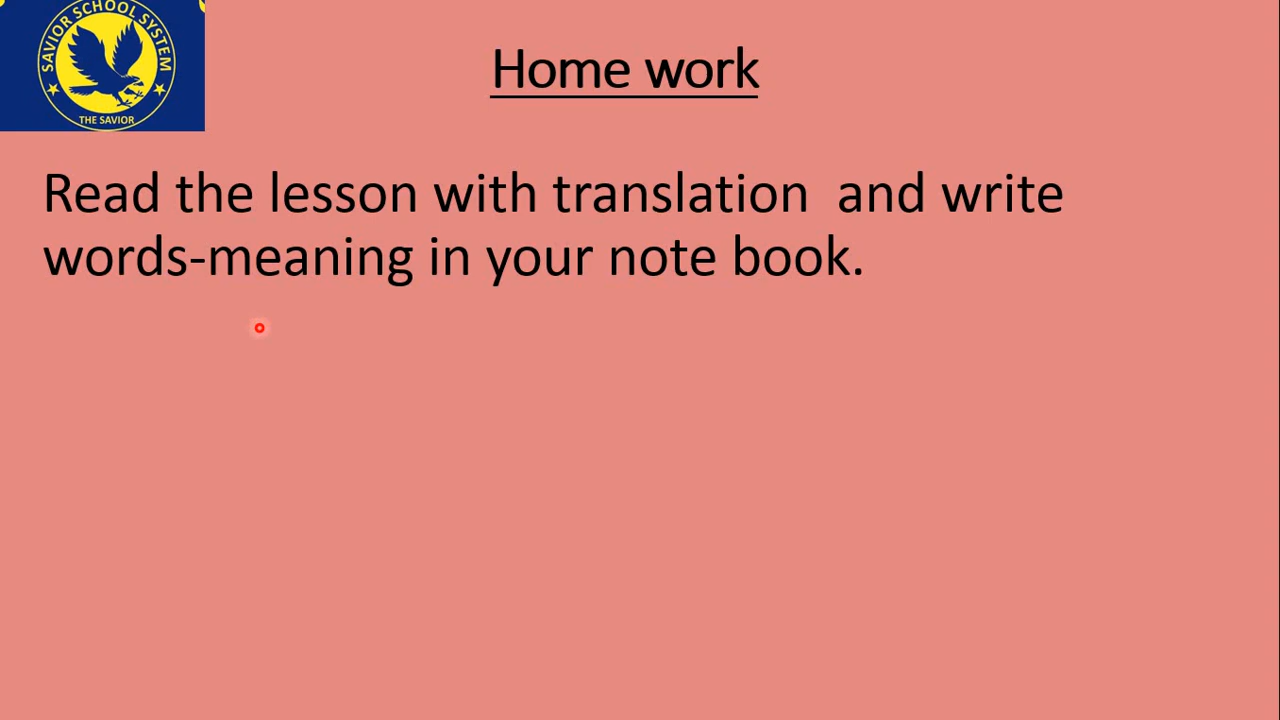 SAVIOR SCHOOL SYSTEM
THE SAVIOR
Home work
Read the lesson with translation  and write
words-meaning in your note book.